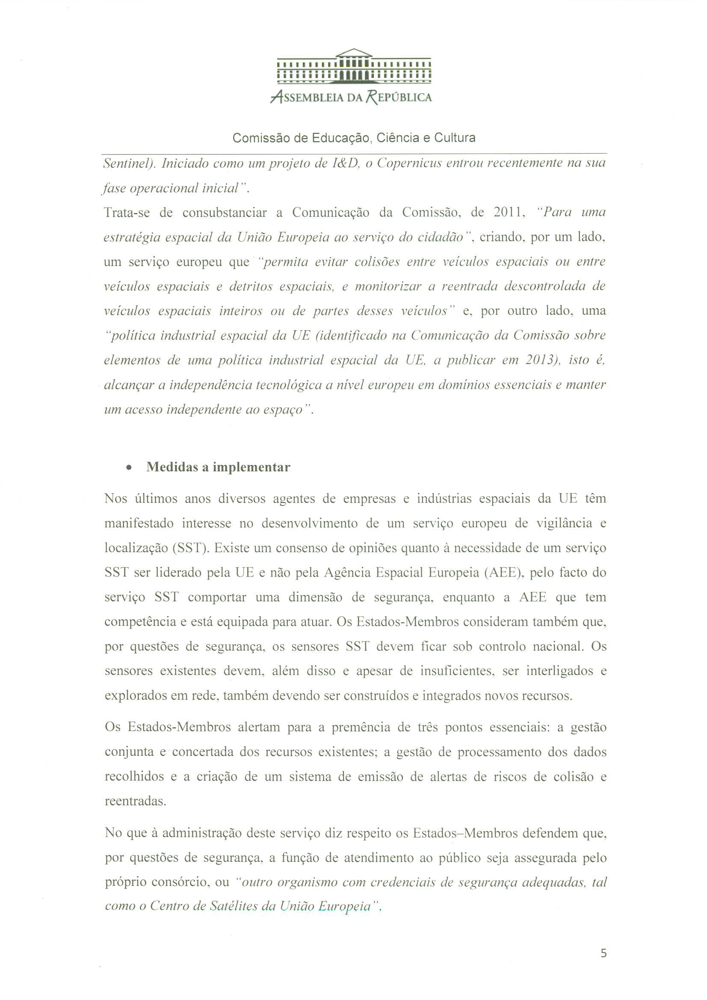 ASSEMBLEIA DA REPÚBLICA
Comissão de Educação, Ciência e Cultura
Sentinel). Iniciado como um projeto de I&D, o Copernicus entrou recentemente na sua
fase operacional inicial”.
Trata-se de consubstanciar a Comunicação da Comissão, de 2011, “Para uma
estratégia espacial da União Europeia ao serviço do cidadão”, criando, por um lado,
um serviço europeu que “permita evitar colisões entre veículos espaciais ou entre
veículos espaciais e detritos espaciais, e monitorizar a reentrada descontrolada de
veículos espaciais inteiros ou de partes desses veículos” e, por outro lado, uma
“política industrial espacial da UE (identificado na Comunicação da Comissão sobre
elementos de uma política industrial espacial da UE, a publicar em 2013), isto é,
alcançar a independência tecnológica a nível europeu em domínios essenciais e manter
um acesso independente ao espaço”.
• Medidas a implementar
Nos últimos anos diversos agentes de empresas e indústrias espaciais da UE têm
manifestado interesse no desenvolvimento de um serviço europeu de vigilância e
localização (SST). Existe um consenso de opiniões quanto à necessidade de um serviço
SST ser liderado pela UE e não pela Agência Espacial Europeia (AEE), pelo facto do
serviço SST comportar uma dimensão de segurança, enquanto a AEE que tem
competência e está equipada para atuar. Os Estados-Membros consideram também que,
por questões de segurança, os sensores SST devem ficar sob controlo nacional. Os
sensores existentes devem, além disso e apesar de insuficientes, ser interligados e
explorados em rede, também devendo ser construídos e integrados novos recursos.
Os Estados-Membros alertam para a premência de três pontos essenciais: a gestão
conjunta e concertada dos recursos existentes; a gestão de processamento dos dados
recolhidos e a criação de um sistema de emissão de alertas de riscos de colisão e
reentradas.
No que à administração deste serviço diz respeito os Estados–Membros defendem que,
por questões de segurança, a função de atendimento ao público seja assegurada pelo
próprio consórcio, ou “outro organismo com credenciais de segurança adequadas, tal
como o Centro de Satélites da União Europeia”.
5